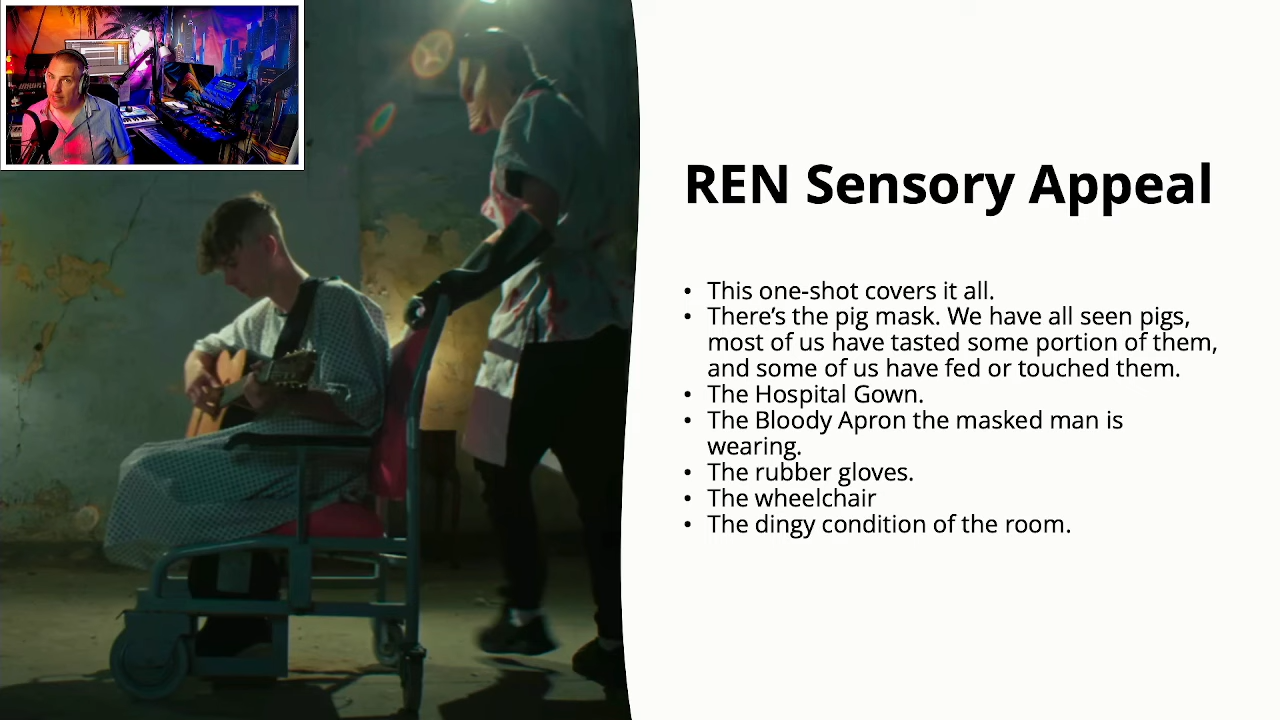 REN Sensory Appeal
• This one-shot covers it all.
• There’s the pig mask. We have all seen pigs,
most of us have tasted some portion of them,
and some of us have fed or touched them.
• The Hospital Gown.
• The Bloody Apron the masked man is
wearing.
• The rubber gloves.
• The wheelchair
• The dingy condition of the room.